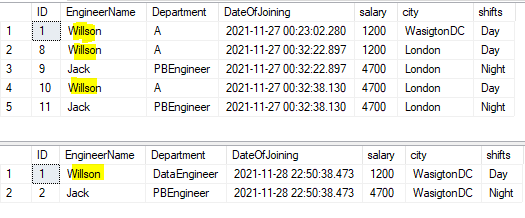 ID EngineerName Department DateOfJoining salary city shifts
1 1 Willson A 2021-11-27 00:23:02.280 1200 WasigtonDC Day
2 8 Willson A 2021-11-27 00:32:22.897 1200 London Day
3 9 Jack PBEngineer 2021-11-27 00:32:22.897 4700 London Night
4 10 Willson A 2021-11-27 00:32:38.130 4700 London Day
5 11 Jack PBEngineer 2021-11-27 00:32:38.130 4700 London Night
ID EngineerName Department DateOfJoining salary city shifts
1 1 Willson DataEngineer 2021-11-28 22:50:38.473 1200 WasigtonDC Day
2 2 Jack PBEngineer 2021-11-28 22:50:38.473 4700 WasigtonDC Night